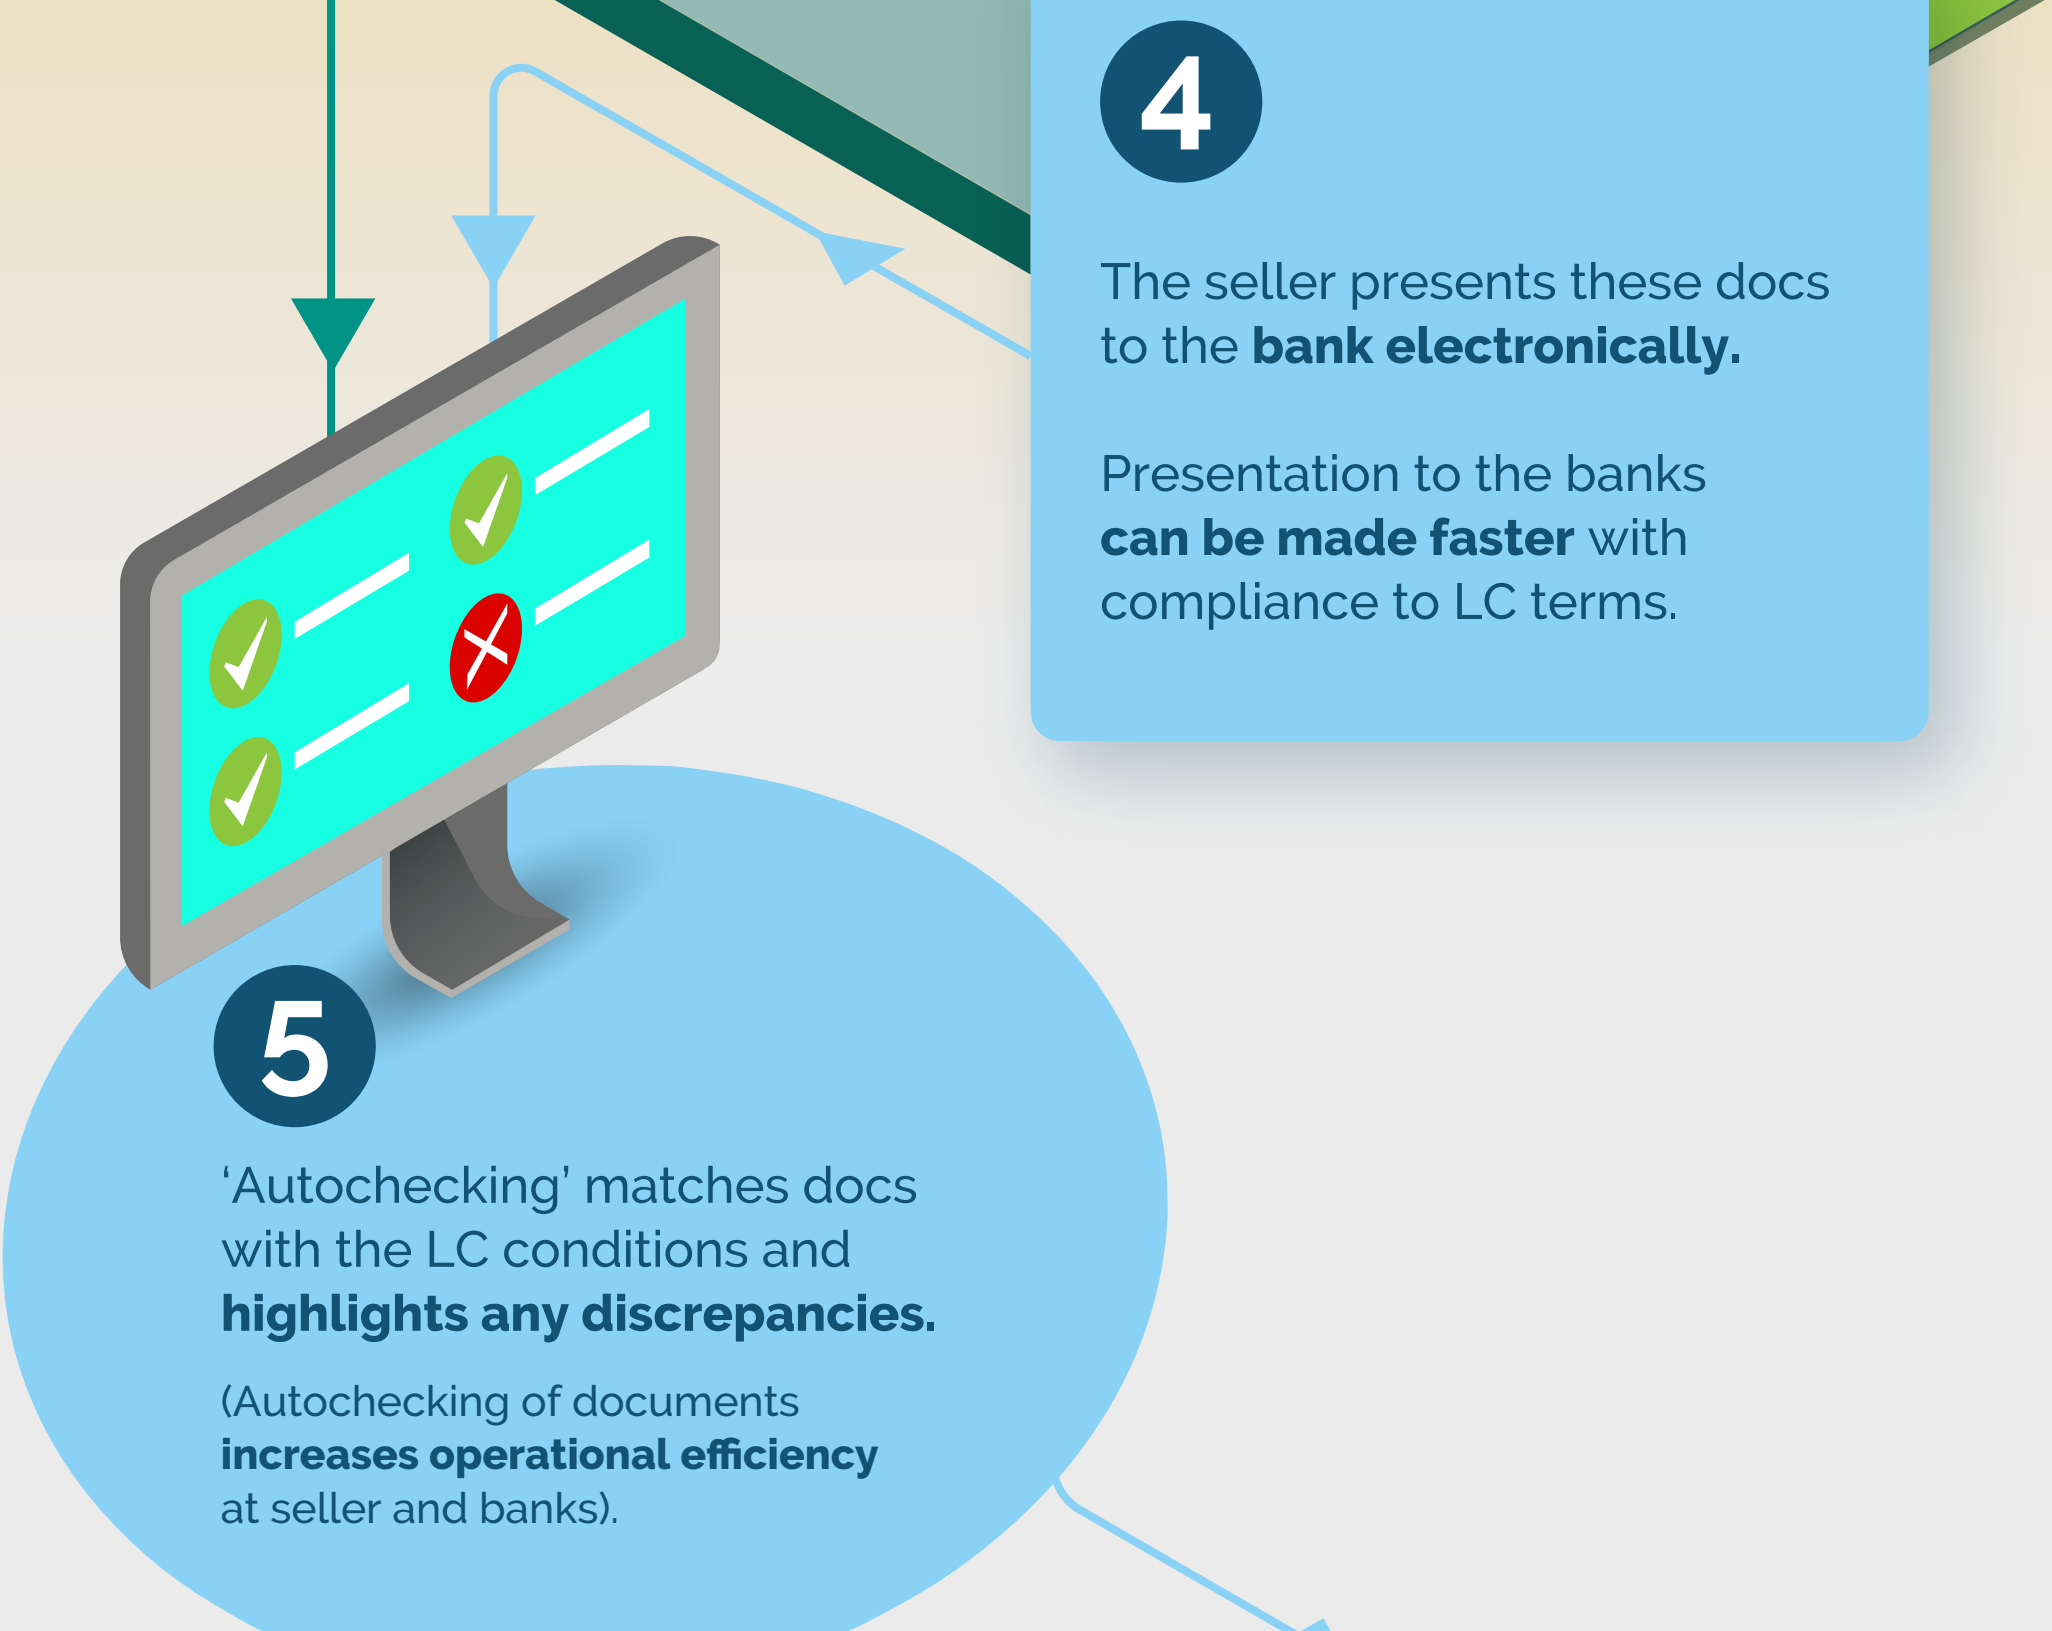 4
The seller presents these docs
to the bank electronically.
Presentation to the banks
can be made faster with
compliance to LC terms.
5
‘Autochecking’ matches docs
with the LC conditions and
highlights any discrepancies.
(Autochecking of documents
increases operational efficiency
at seller and banks).